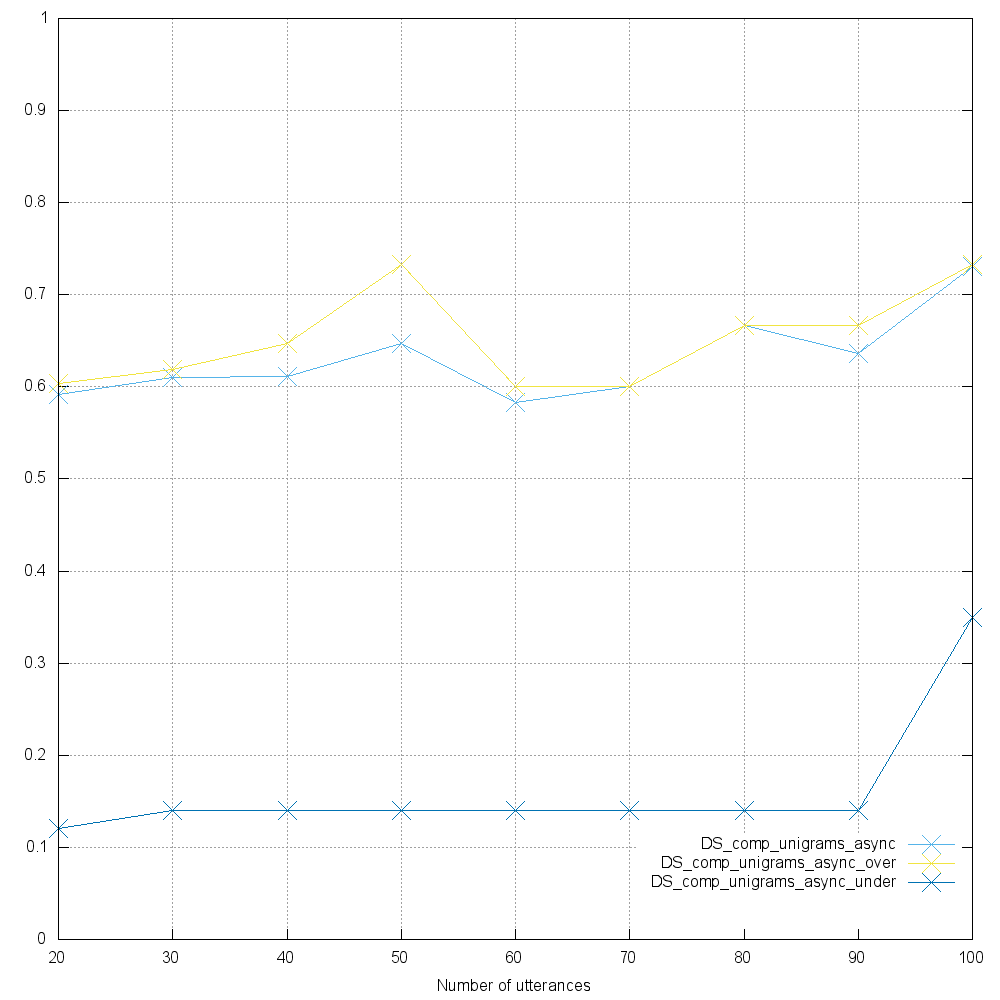 1
0.9
0.8
0.7
0.6
0.5
0.4
0.3
0.2
0.1
0
DS_comp_unigrams_async
DS_comp_unigrams_async_over
DS_comp_unigrams_async_under
20 30 40 50 60 70 80 90 100
Number of utterances